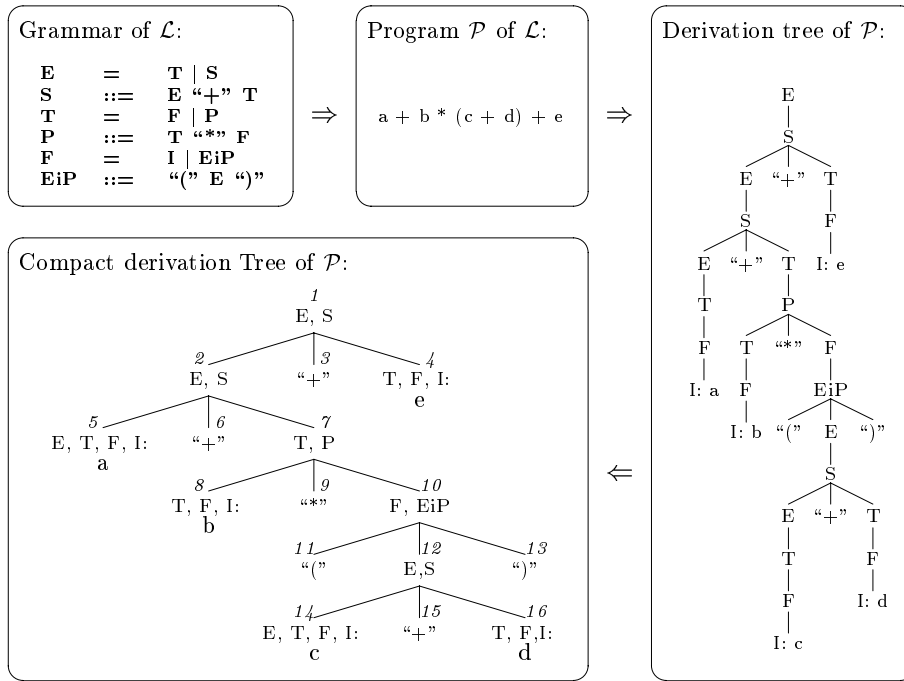 Grammar of ℒ:
E = T | S
S ::= E “+” T
T = F | P
P ::= T “*” F
F = I | EiP
EiP ::= “(” E “)”
⇒
Program 𝒫 of ℒ:
a + b * (c + d) + e
⇒
Derivation tree of 𝒫:
E
S
E “+” T
S F
E “+” T I: e
T P
F T “*” F
I: a F EiP
I: b “(” E “)”
S
E “+” T
T F
F I: d
I: c
⇐
Compact derivation Tree of 𝒫:
1
E, S
2 3 4
E, S “+” T, F, I:
e
5 6 7
E, T, F, I: “+” T, P
a
8 9 10
T, F, I: “*” F, EiP
b
11 12 13
“(” E,S “)”
14 15 16
E, T, F, I: “+” T, F,I:
c d